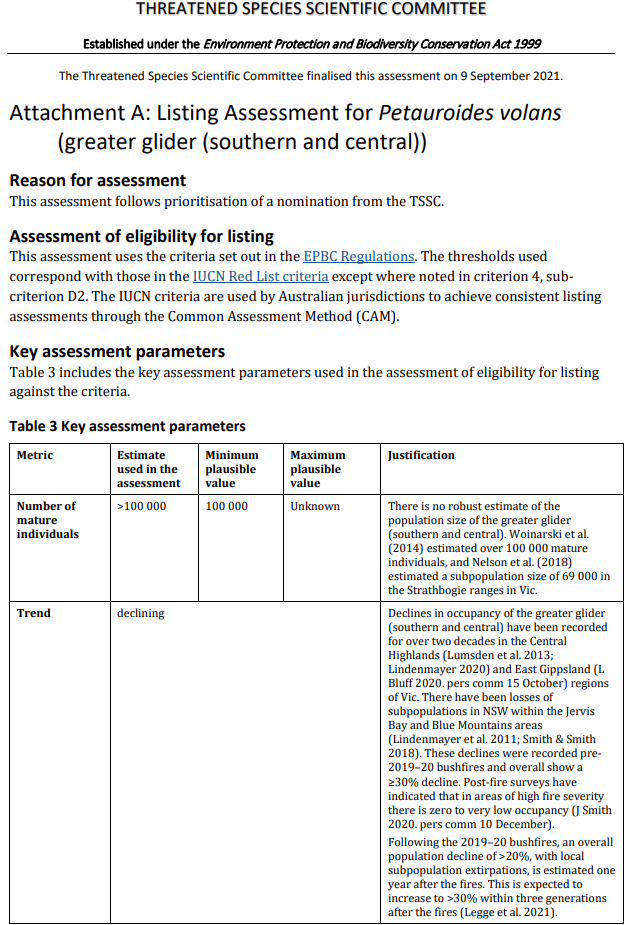 THREATENED SPECIES SCIENTIFIC COMMITTEE
Established under the Environment Protection and Biodiversity Conservation Act 1999
The Threatened Species Scientific Committee finalised this assessment on 9 September 2021.
Attachment A: Listing Assessment for Petauroides volans
(greater glider (southern and central))
Reason for assessment
This assessment follows prioritisation of a nomination from the TSSC.
Assessment of eligibility for listing
This assessment uses the criteria set out in the EPBC Regulations. The thresholds used
correspond with those in the IUCN Red List criteria except where noted in criterion 4, sub-
criterion D2. The IUCN criteria are used by Australian jurisdictions to achieve consistent listing
assessments through the Common Assessment Method (CAM).
Key assessment parameters
Table 3 includes the key assessment parameters used in the assessment of eligibility for listing
against the criteria.
Table 3 Key assessment parameters
Metric
Estimate
used in the
assessment
Minimum
plausible
value
Maximum
plausible
value
Justification
Number of
mature
individuals
>100 000
100 000
Unknown
There is no robust estimate of the
population size of the greater glider
(southern and central). Woinarski et al.
(2014) estimated over 100 000 mature
individuals, and Nelson et al. (2018)
estimated a subpopulation size of 69 000 in
the Strathbogie ranges in Vic.
Trend
declining
Declines in occupancy of the greater glider
(southern and central) have been recorded
for over two decades in the Central
Highlands (Lumsden et al. 2013;
Lindenmayer 2020) and East Gippsland (L
Bluff 2020. pers comm 15 October) regions
of Vic. There have been losses of
subpopulations in NSW within the Jervis
Bay and Blue Mountains areas
(Lindenmayer et al. 2011; Smith & Smith
2018). These declines were recorded pre-
2019–20 bushfires and overall show a
≥30% decline. Post-fire surveys have
indicated that in areas of high fire severity
there is zero to very low occupancy (J Smith
2020. pers comm 10 December).
Following the 2019–20 bushfires, an overall
population decline of >20%, with local
subpopulation extirpations, is estimated one
year after the fires. This is expected to
increase to >30% within three generations
after the fires (Legge et al. 2021).